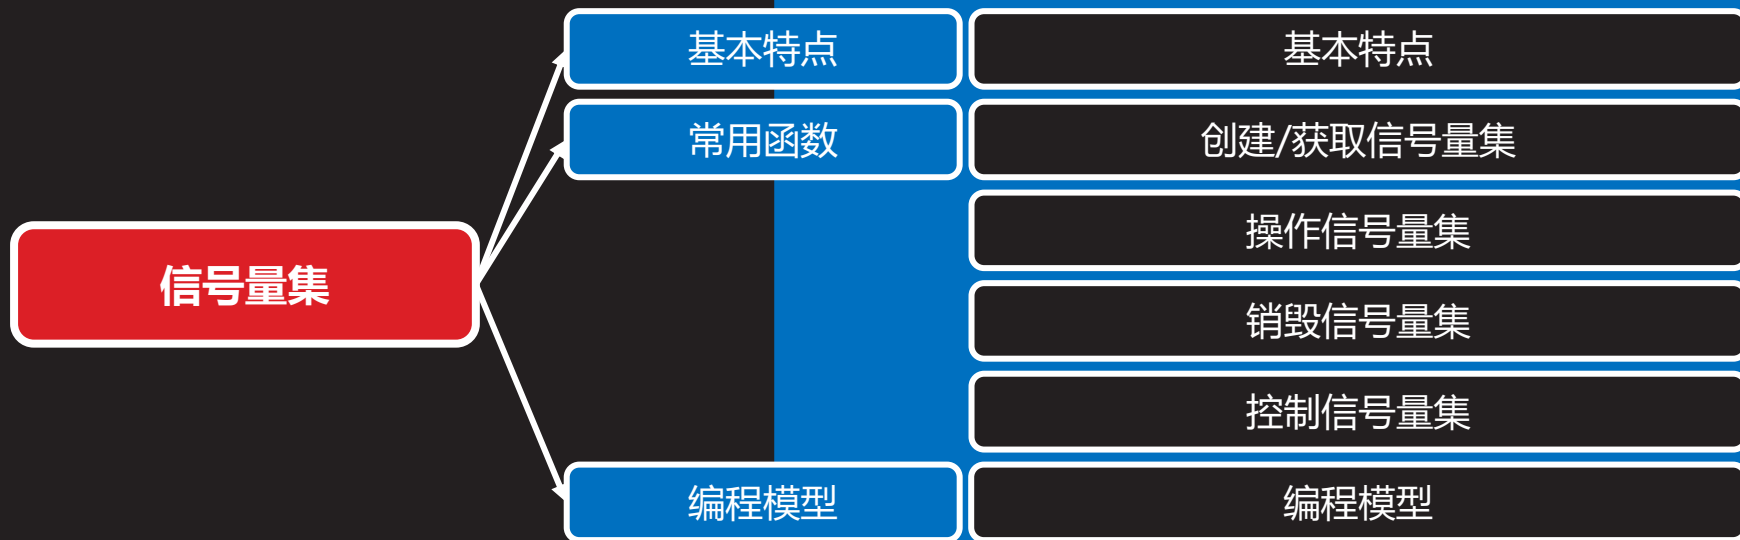 信号量集
基本特点
基本特点
常用函数
创建/获取信号量集
操作信号量集
销毁信号量集
控制信号量集
编程模型
编程模型